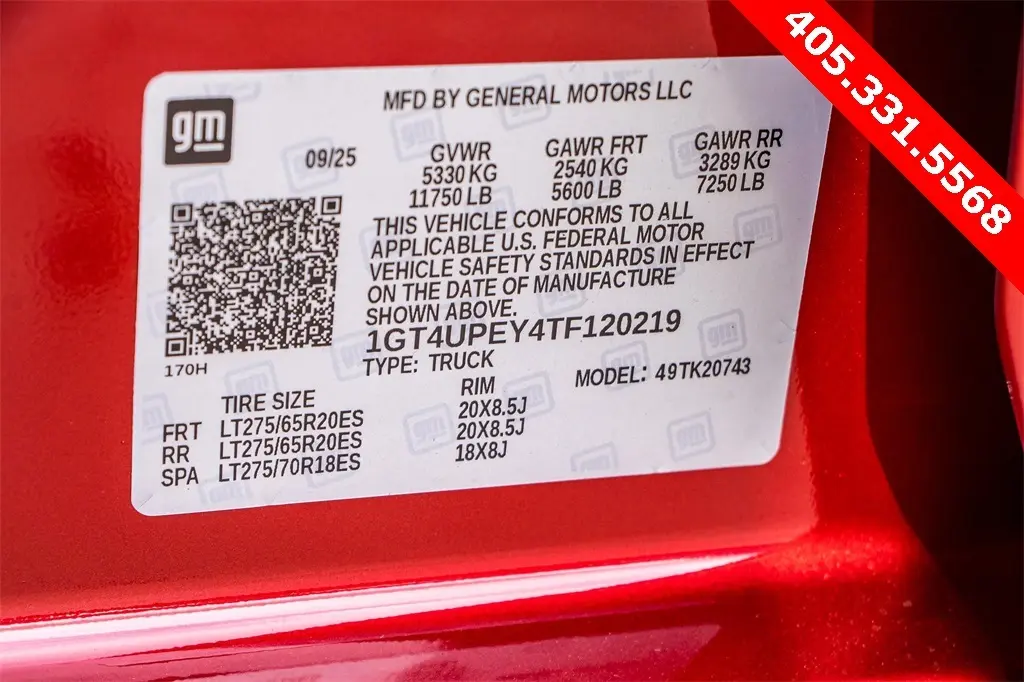 405.331.5568
gm
MFD BY GENERAL MOTORS LLC
09/25
GVWR GAWR FRT GAWR RR
5330 KG 2540 KG 3289 KG
11750 LB 5600 LB 7250 LB
THIS VEHICLE CONFORMS TO ALL
APPLICABLE U.S. FEDERAL MOTOR
VEHICLE SAFETY STANDARDS IN EFFECT
ON THE DATE OF MANUFACTURE
SHOWN ABOVE.
1GT4UPEY4TF120219
170H
TYPE: TRUCK MODEL: 49TK20743
TIRE SIZE RIM
FRT LT275/65R20ES 20X8.5J
RR LT275/65R20ES 20X8.5J
SPA LT275/70R18ES 18X8J